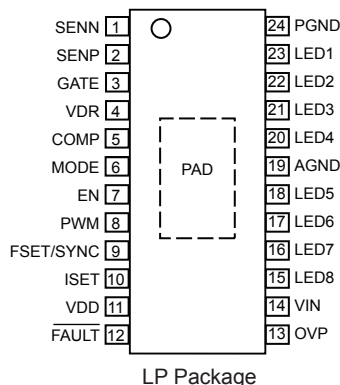 SENN 1 24 PGND
SENP 2 23 LED1
GATE 3 22 LED2
VDR 4 21 LED3
COMP 5 20 LED4
MODE 6 PAD 19 AGND
EN 7 18 LED5
PWM 8 17 LED6
FSET/SYNC 9 16 LED7
ISET 10 15 LED8
VDD 11 14 VIN
FAULT 12 13 OVP
LP Package